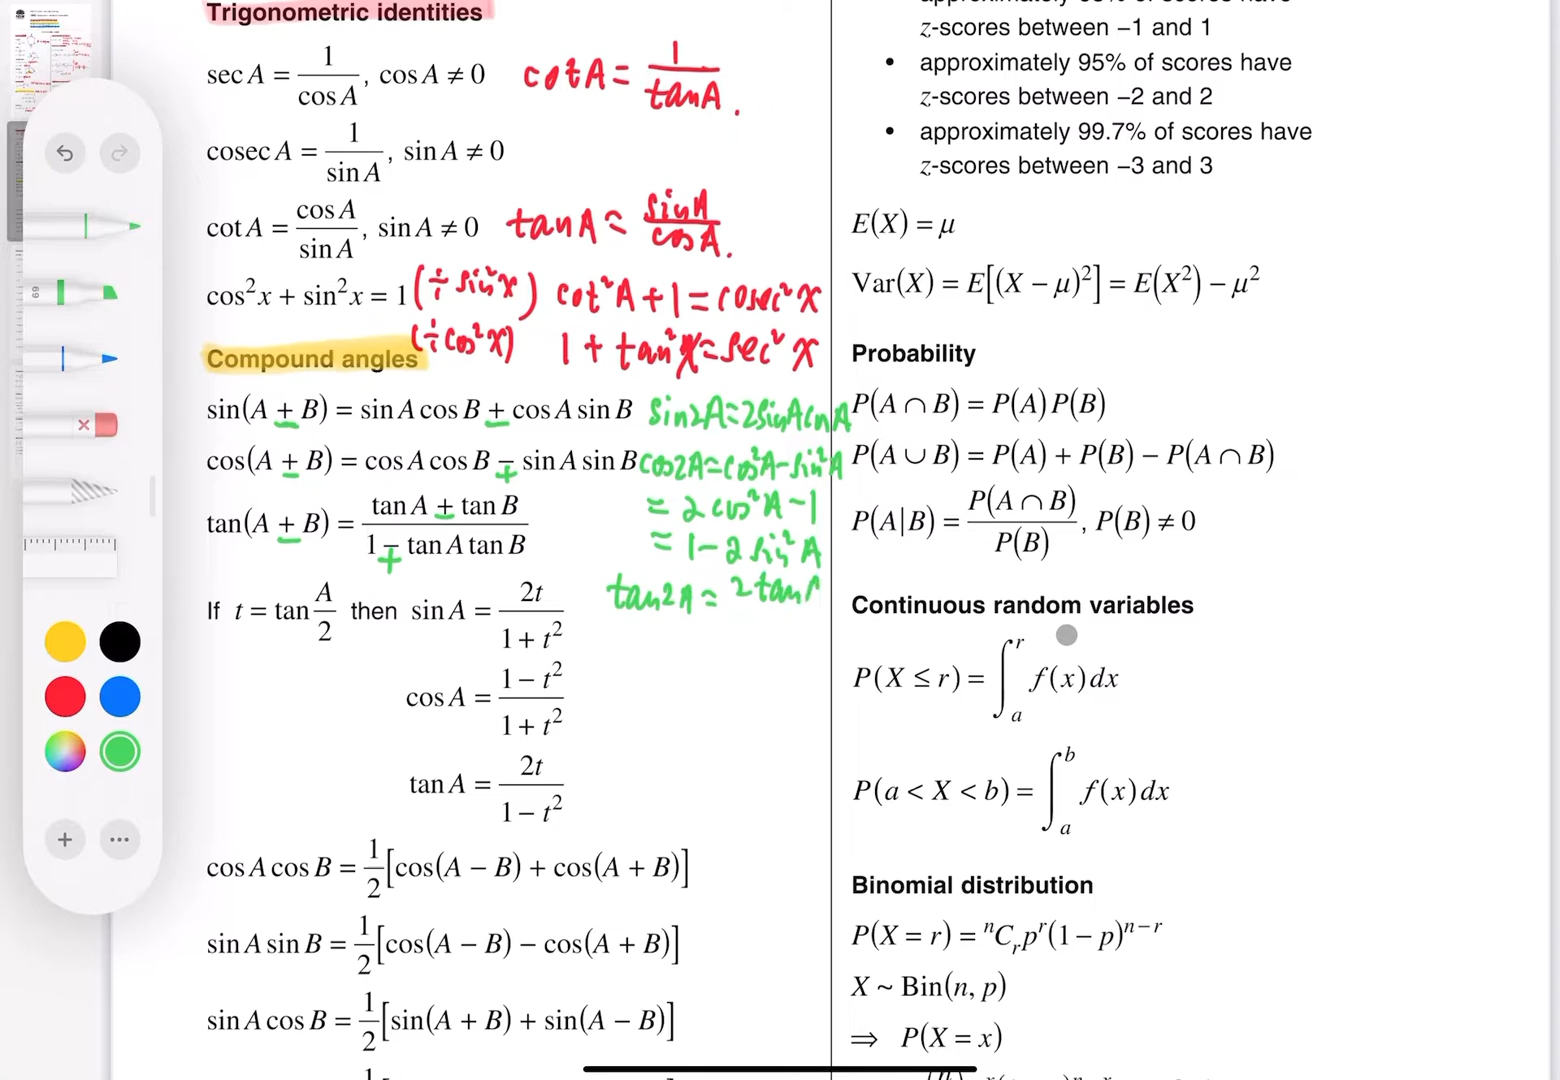 Trigonometric identities
sec A = 1/cos A, cos A ≠ 0 cot A = 1/tan A.
cosec A = 1/sin A, sin A ≠ 0
cot A = cos A/sin A, sin A ≠ 0 tan A = sin A/cos A.
cos²x + sin²x = 1 (÷ sin²x) cot²A + 1 = cosec²x
(÷ cos²x) 1 + tan²x = sec²x
Compound angles
sin(A ± B) = sin A cos B ± cos A sin B sin2A = 2sinAcosA
cos(A ± B) = cos A cos B ∓ sin A sin B cos2A = cos²A - sin²A
= 2cos²A - 1
tan(A ± B) = (tan A ± tan B)/(1 ∓ tan A tan B)
= 1 - 2sin²A
tan2A = 2tanA
If t = tan A/2 then sin A = 2t/(1 + t²)
cos A = (1 − t²)/(1 + t²)
tan A = 2t/(1 − t²)
cos A cos B = 1/2[cos(A − B) + cos(A + B)]
sin A sin B = 1/2[cos(A − B) − cos(A + B)]
sin A cos B = 1/2[sin(A + B) + sin(A − B)]
z-scores between −1 and 1
• approximately 95% of scores have
z-scores between −2 and 2
• approximately 99.7% of scores have
z-scores between −3 and 3
E(X) = μ
Var(X) = E[(X − μ)²] = E(X²) − μ²
Probability
P(A ∩ B) = P(A)P(B)
P(A ∪ B) = P(A) + P(B) − P(A ∩ B)
P(A|B) = P(A ∩ B)/P(B), P(B) ≠ 0
Continuous random variables
P(X ≤ r) = ∫ₐʳ f(x)dx
P(a < X < b) = ∫ₐᵇ f(x)dx
Binomial distribution
P(X = r) = ⁿCᵣpʳ(1 − p)ⁿ⁻ʳ
X ~ Bin(n, p)
⇒ P(X = x)